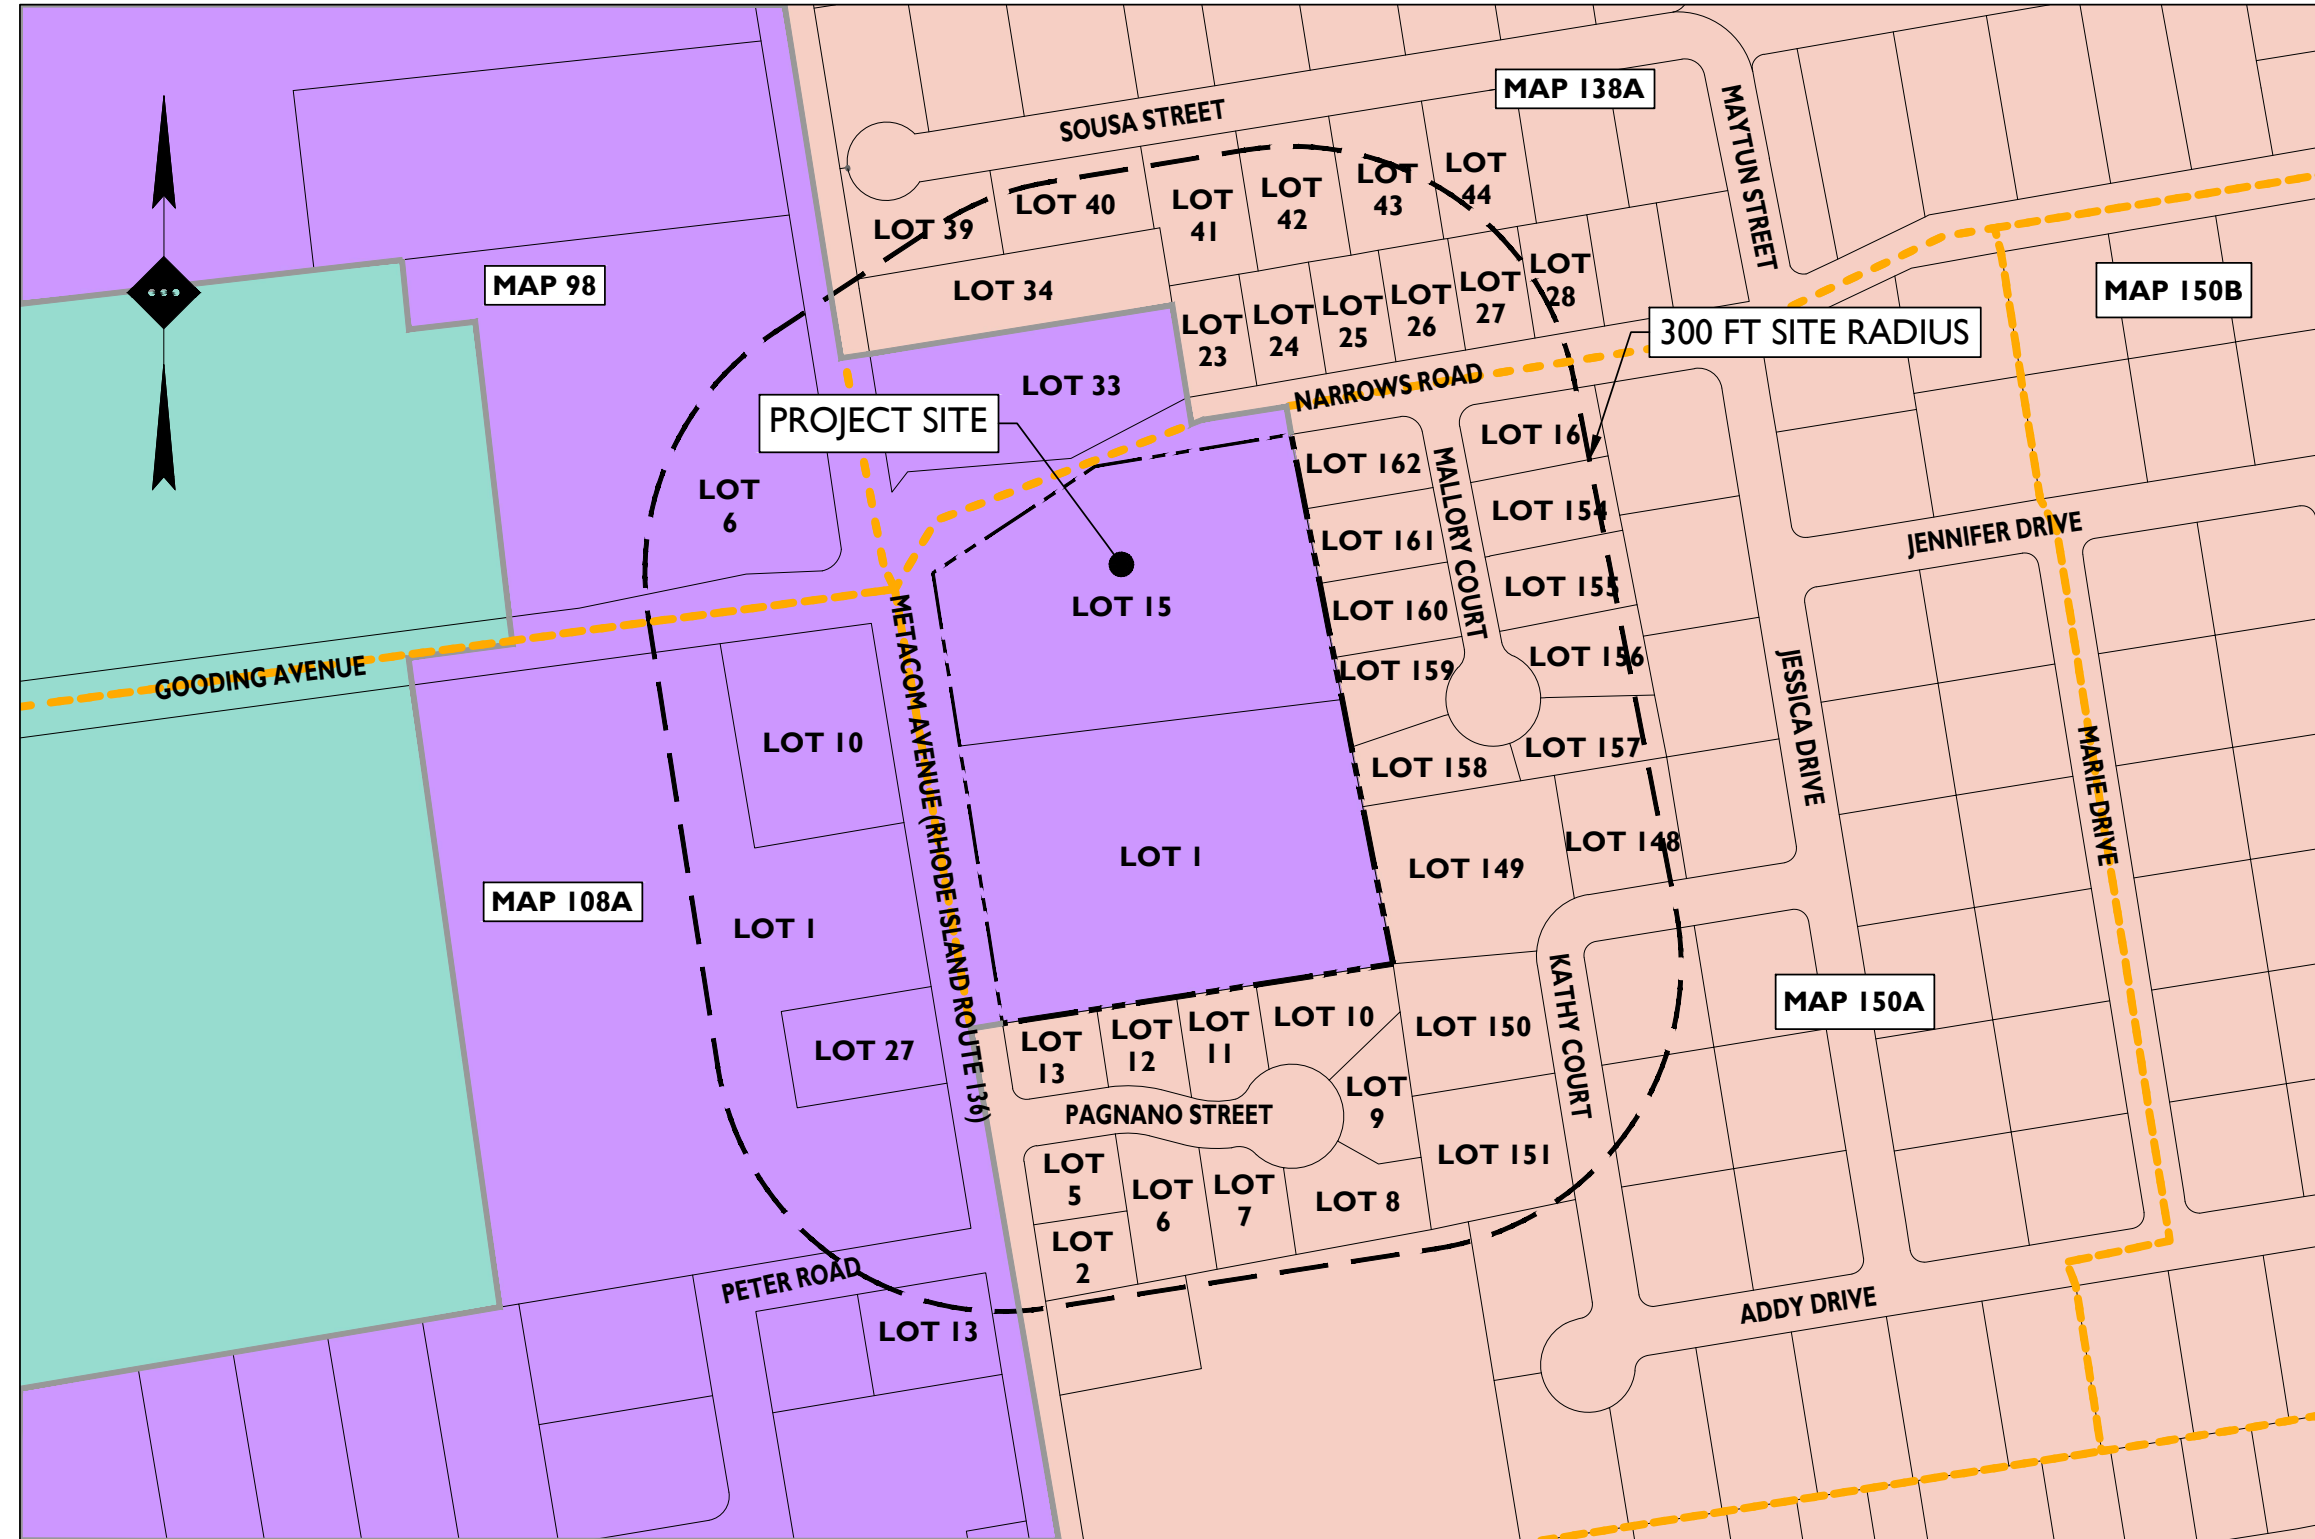 MAP 138A
SOUSA STREET
MAYTUN STREET
LOT
44
LOT
43
LOT
42
LOT
41
LOT 40
LOT 39
MAP 98
LOT 34
LOT
28
LOT
27
LOT
26
LOT
25
LOT
24
LOT
23
MAP 150B
300 FT SITE RADIUS
LOT 33
NARROWS ROAD
PROJECT SITE
LOT 16
LOT 162
MALLORY COURT
LOT
6
LOT 154
LOT 161
JENNIFER DRIVE
LOT 155
LOT 15
LOT 160
LOT 156
LOT 159
GOODING AVENUE
METACOM AVENUE (RHODE ISLAND ROUTE 136)
JESSICA DRIVE
LOT 10
LOT 157
LOT 158
MARIE DRIVE
LOT 1
LOT 148
LOT 149
MAP 108A
LOT 1
KATHY COURT
MAP 150A
LOT 27
LOT
13
LOT
12
LOT
11
LOT 10
LOT 150
LOT
9
PAGNANO STREET
LOT 151
LOT
5
LOT
6
LOT
7
LOT 8
LOT
2
PETER ROAD
LOT 13
ADDY DRIVE